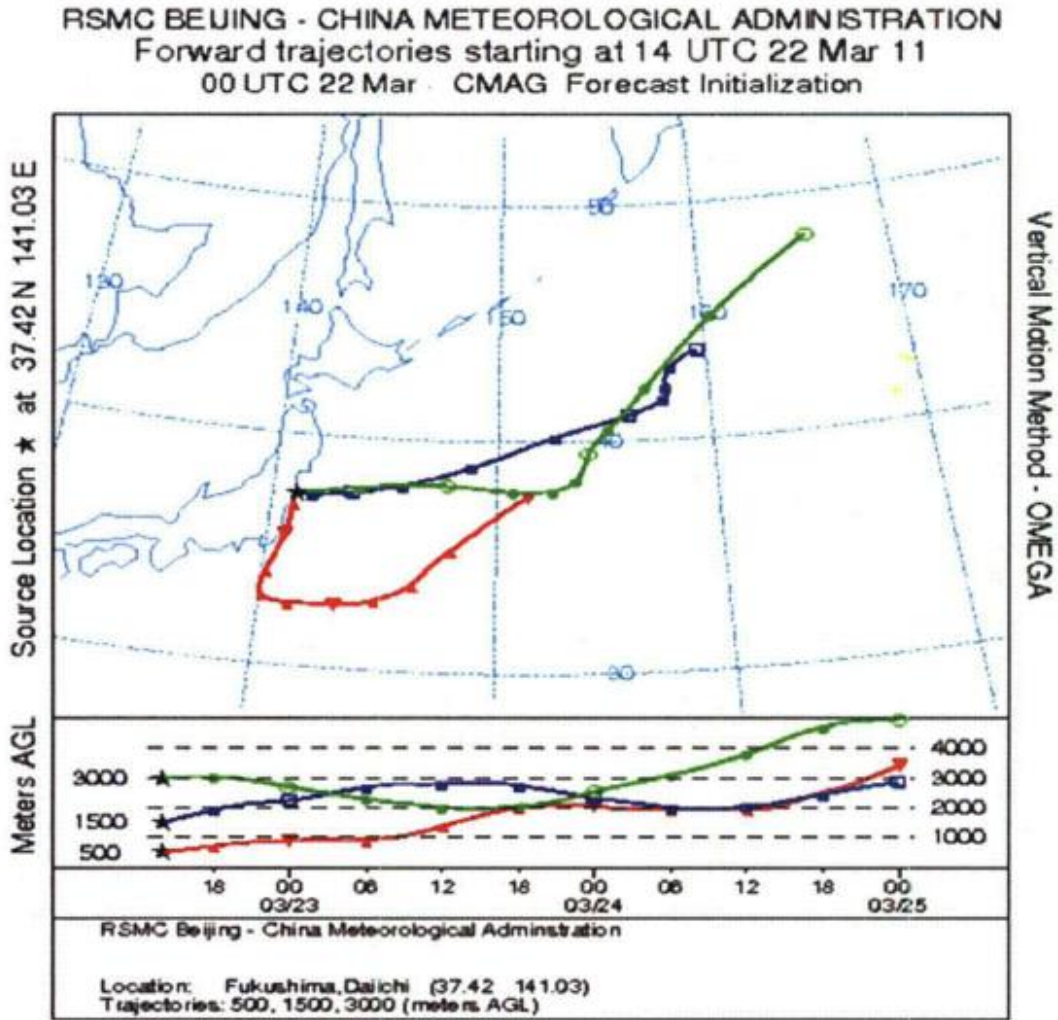 RSMC BEIJING - CHINA METEOROLOGICAL ADMINISTRATION
Forward trajectories starting at 14 UTC 22 Mar 11
00 UTC 22 Mar · CMAG Forecast Initialization
Source Location ★ at 37.42 N 141.03 E
Vertical Motion Method - OMEGA
50
130
140
150
160
170
40
30
Meters AGL
3000
1500
500
4000
3000
2000
1000
18 00 06 12 18 00 06 12 18 00
03/23 03/24 03/25
RSMC Beijing - China Meteorological Adminstration
Location: Fukushima,Daiichi (37.42 141.03)
Trajectories: 500, 1500, 3000 (meters AGL)